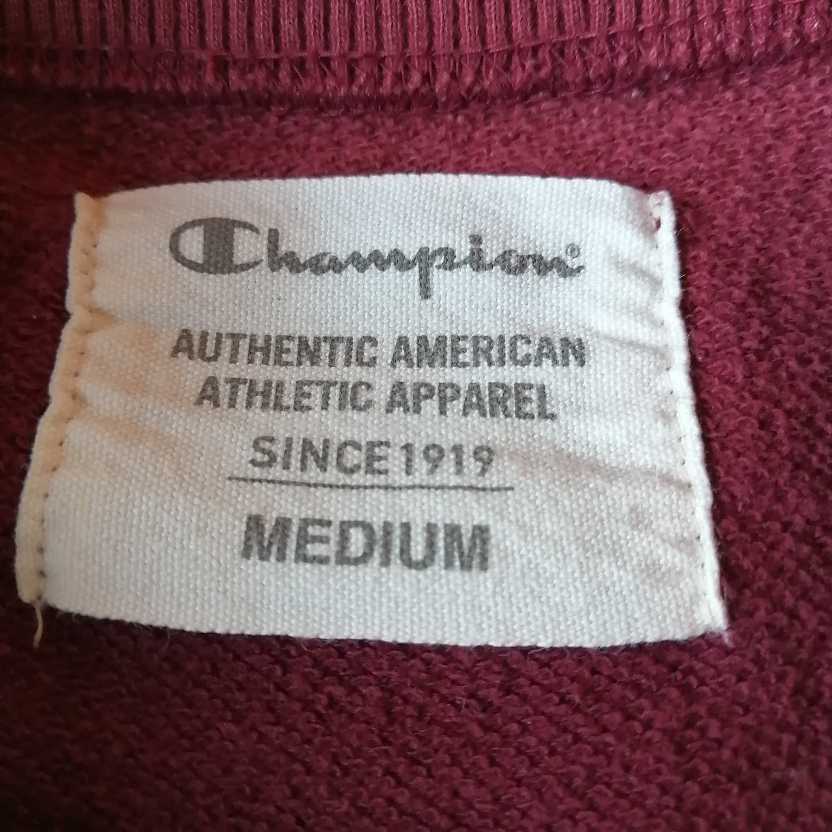 Champion®
AUTHENTIC AMERICAN
ATHLETIC APPAREL
SINCE 1919
MEDIUM